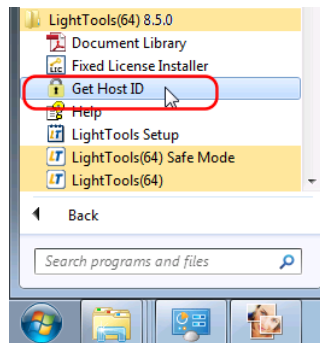 LightTools(64) 8.5.0
Document Library
Fixed License Installer
Get Host ID
Help
LightTools Setup
LightTools(64) Safe Mode
LightTools(64)
Back
Search programs and files